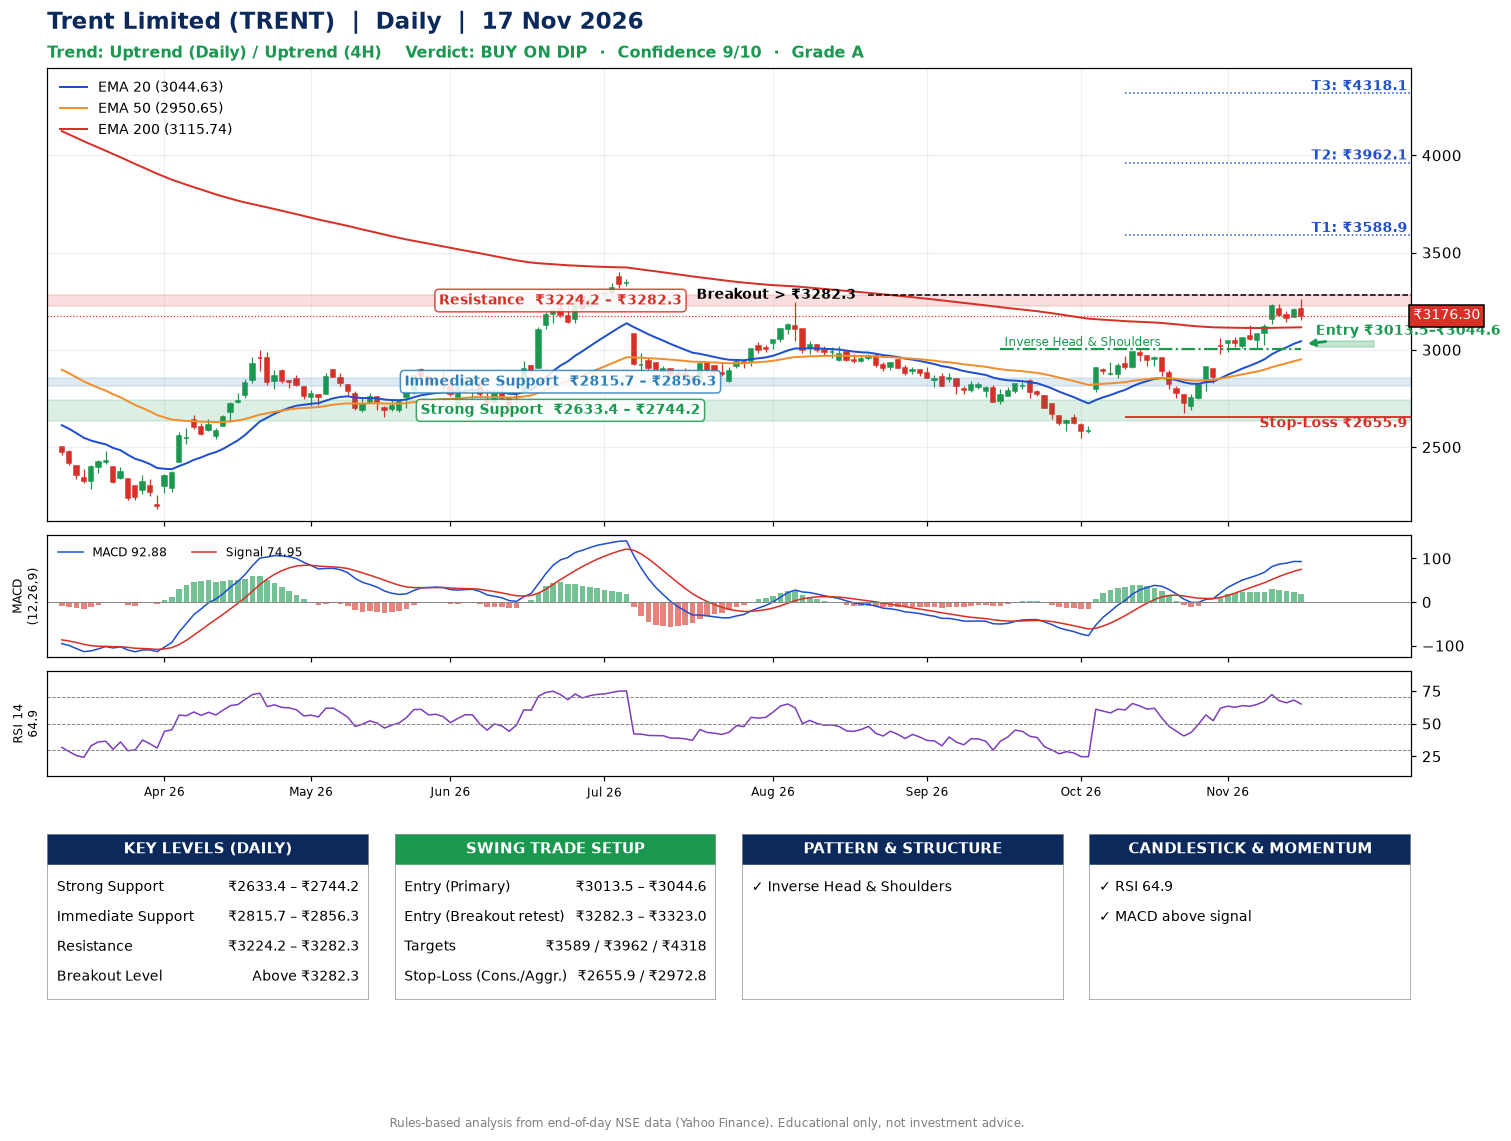 Trent Limited (TRENT) | Daily | 17 Nov 2026
Trend: Uptrend (Daily) / Uptrend (4H) Verdict: BUY ON DIP · Confidence 9/10 · Grade A
EMA 20 (3044.63)
EMA 50 (2950.65)
EMA 200 (3115.74)
T3: ₹4318.1
T2: ₹3962.1
T1: ₹3588.9
Resistance ₹3224.2 – ₹3282.3
Breakout > ₹3282.3
₹3176.30
Entry ₹3013.5–₹3044.6
Inverse Head & Shoulders
Immediate Support ₹2815.7 – ₹2856.3
Strong Support ₹2633.4 – ₹2744.2
Stop-Loss ₹2655.9
4000
3500
3000
2500
MACD 92.88 Signal 74.95
MACD
(12,26,9)
100
0
−100
RSI 14
64.9
75
50
25
Apr 26 May 26 Jun 26 Jul 26 Aug 26 Sep 26 Oct 26 Nov 26
KEY LEVELS (DAILY)
Strong Support ₹2633.4 – ₹2744.2
Immediate Support ₹2815.7 – ₹2856.3
Resistance ₹3224.2 – ₹3282.3
Breakout Level Above ₹3282.3
SWING TRADE SETUP
Entry (Primary) ₹3013.5 – ₹3044.6
Entry (Breakout retest) ₹3282.3 – ₹3323.0
Targets ₹3589 / ₹3962 / ₹4318
Stop-Loss (Cons./Aggr.) ₹2655.9 / ₹2972.8
PATTERN & STRUCTURE
✓ Inverse Head & Shoulders
CANDLESTICK & MOMENTUM
✓ RSI 64.9
✓ MACD above signal
Rules-based analysis from end-of-day NSE data (Yahoo Finance). Educational only, not investment advice.